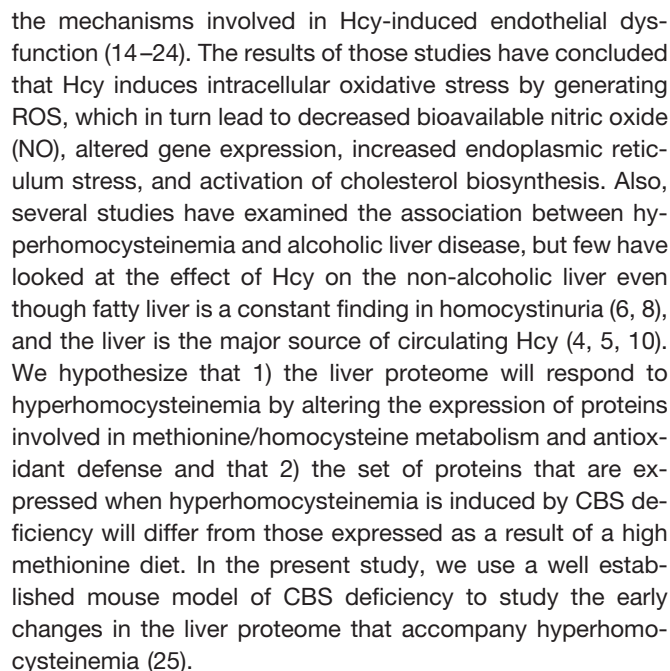 the mechanisms involved in Hcy-induced endothelial dys-
function (14–24). The results of those studies have concluded
that Hcy induces intracellular oxidative stress by generating
ROS, which in turn lead to decreased bioavailable nitric oxide
(NO), altered gene expression, increased endoplasmic retic-
ulum stress, and activation of cholesterol biosynthesis. Also,
several studies have examined the association between hy-
perhomocysteinemia and alcoholic liver disease, but few have
looked at the effect of Hcy on the non-alcoholic liver even
though fatty liver is a constant finding in homocystinuria (6, 8),
and the liver is the major source of circulating Hcy (4, 5, 10).
We hypothesize that 1) the liver proteome will respond to
hyperhomocysteinemia by altering the expression of proteins
involved in methionine/homocysteine metabolism and antiox-
idant defense and that 2) the set of proteins that are ex-
pressed when hyperhomocysteinemia is induced by CBS de-
ficiency will differ from those expressed as a result of a high
methionine diet. In the present study, we use a well estab-
lished mouse model of CBS deficiency to study the early
changes in the liver proteome that accompany hyperhomo-
cysteinemia (25).